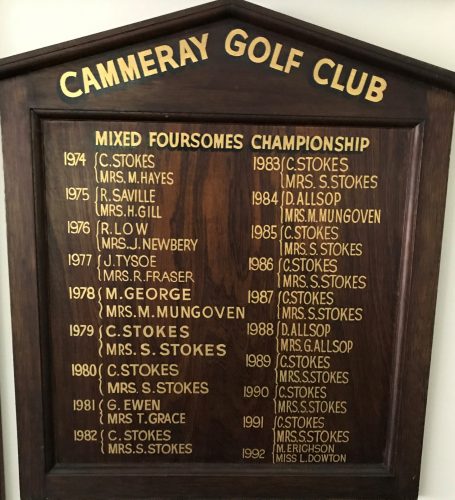 CAMMERAY GOLF CLUB
MIXED FOURSOMES CHAMPIONSHIP
1974 C. STOKES
MRS. M. HAYES
1975 R. SAVILLE
MRS. H. GILL
1976 R. LOW
MRS. J. NEWBERY
1977 J. TYSOE
MRS. R. FRASER
1978 M. GEORGE
MRS. M. MUNGOVEN
1979 C. STOKES
MRS. S. STOKES
1980 C. STOKES
MRS. S. STOKES
1981 G. EWEN
MRS T. GRACE
1982 C. STOKES
MRS. S. STOKES
1983 C. STOKES
MRS. S. STOKES
1984 D. ALLSOP
MRS. M. MUNGOVEN
1985 C. STOKES
MRS. S. STOKES
1986 C. STOKES
MRS. S. STOKES
1987 C. STOKES
MRS. S. STOKES
1988 D. ALLSOP
MRS. G. ALLSOP
1989 C. STOKES
MRS. S. STOKES
1990 C. STOKES
MRS. S. STOKES
1991 C. STOKES
MRS. S. STOKES
1992 M. ERICHSON
MISS L. DOWTON